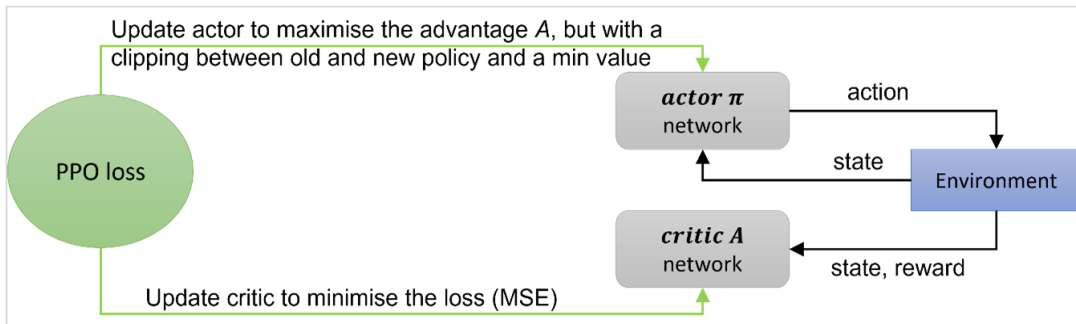 Update actor to maximise the advantage A, but with a
clipping between old and new policy and a min value
actor π
network
action
PPO loss
state
Environment
critic A
network
state, reward
Update critic to minimise the loss (MSE)